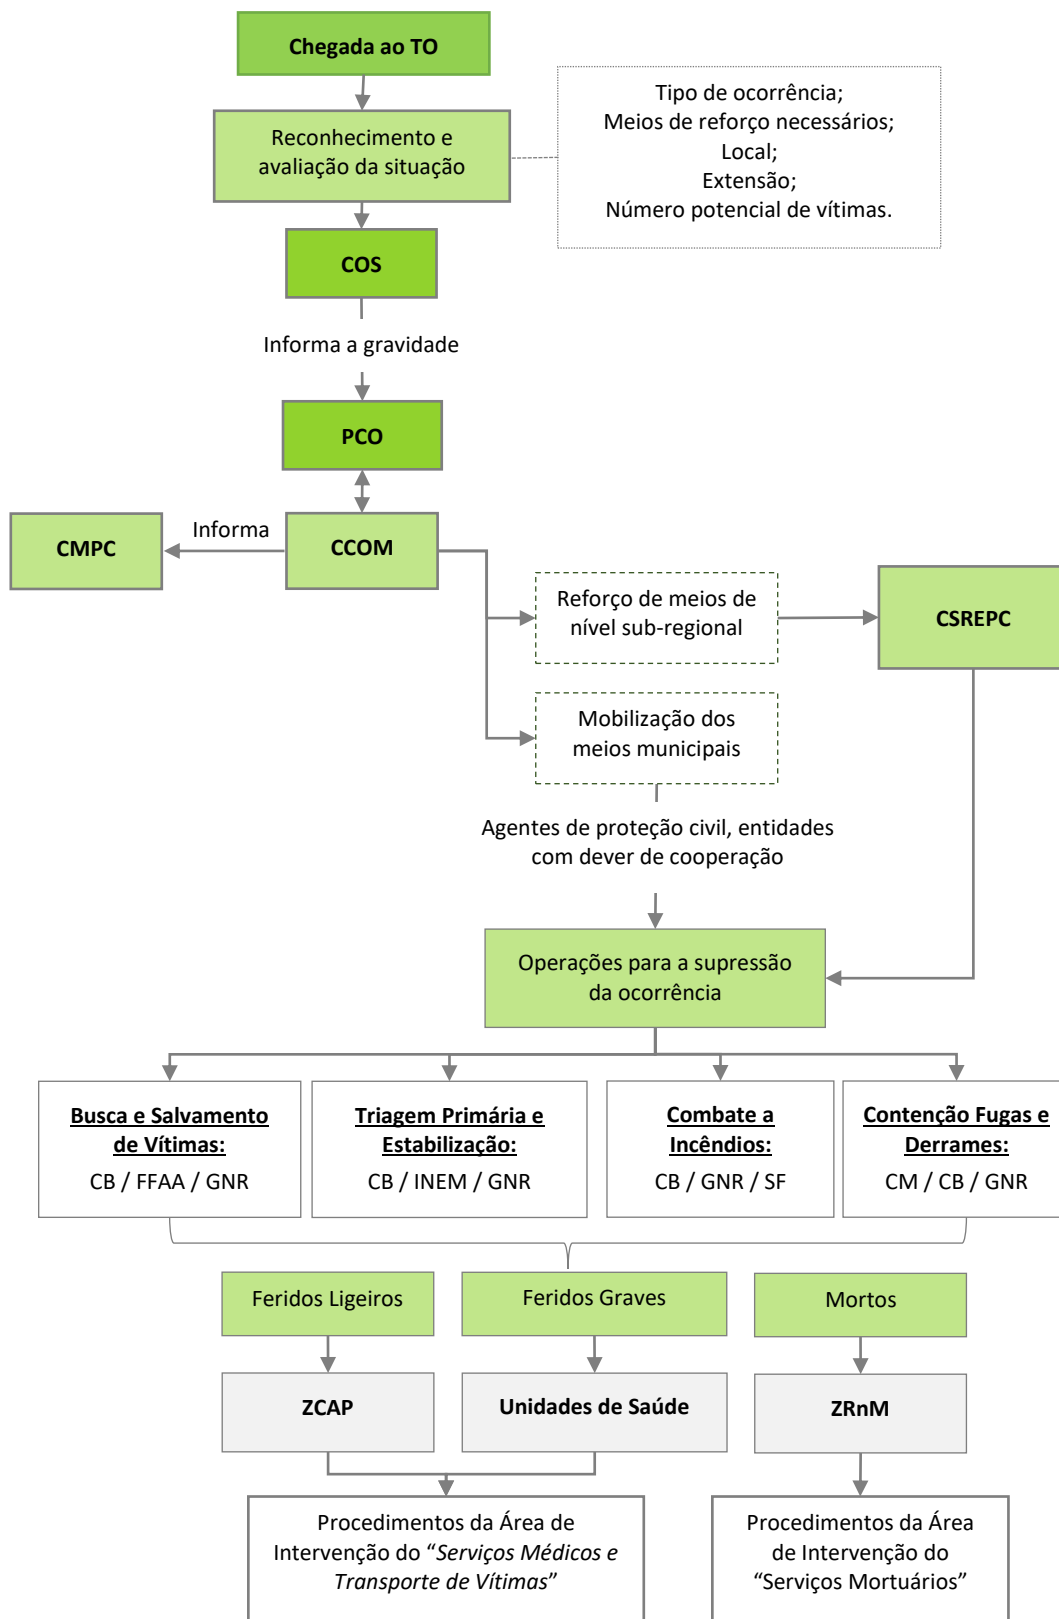 Chegada ao TO
Reconhecimento e
avaliação da situação
Tipo de ocorrência;
Meios de reforço necessários;
Local;
Extensão;
Número potencial de vítimas.
COS
Informa a gravidade
PCO
CMPC
Informa
CCOM
Reforço de meios de
nível sub-regional
CSREPC
Mobilização dos
meios municipais
Agentes de proteção civil, entidades
com dever de cooperação
Operações para a supressão
da ocorrência
Busca e Salvamento
de Vítimas:
CB / FFAA / GNR
Triagem Primária e
Estabilização:
CB / INEM / GNR
Combate a
Incêndios:
CB / GNR / SF
Contenção Fugas e
Derrames:
CM / CB / GNR
Feridos Ligeiros
Feridos Graves
Mortos
ZCAP
Unidades de Saúde
ZRnM
Procedimentos da Área de
Intervenção do “Serviços Médicos e
Transporte de Vítimas”
Procedimentos da Área
de Intervenção do
“Serviços Mortuários”